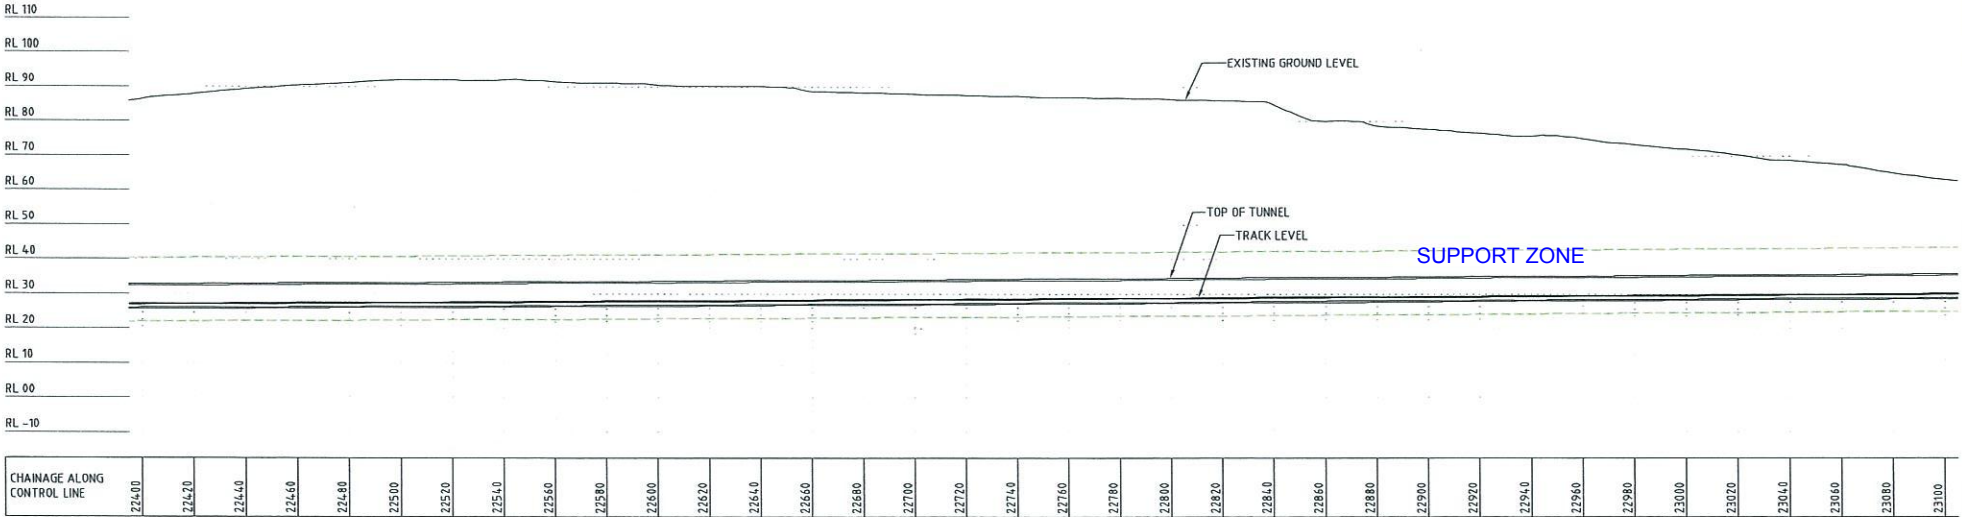 RL 110
RL 100
RL 90
RL 80
RL 70
RL 60
RL 50
RL 40
RL 30
RL 20
RL 10
RL 00
RL -10
EXISTING GROUND LEVEL
TOP OF TUNNEL
TRACK LEVEL
SUPPORT ZONE
CHAINAGE ALONG
CONTROL LINE
22400
22420
22440
22460
22480
22500
22520
22540
22560
22580
22600
22620
22640
22660
22680
22700
22720
22740
22760
22780
22800
22820
22840
22860
22880
22900
22920
22940
22960
22980
23000
23020
23040
23060
23080
23100